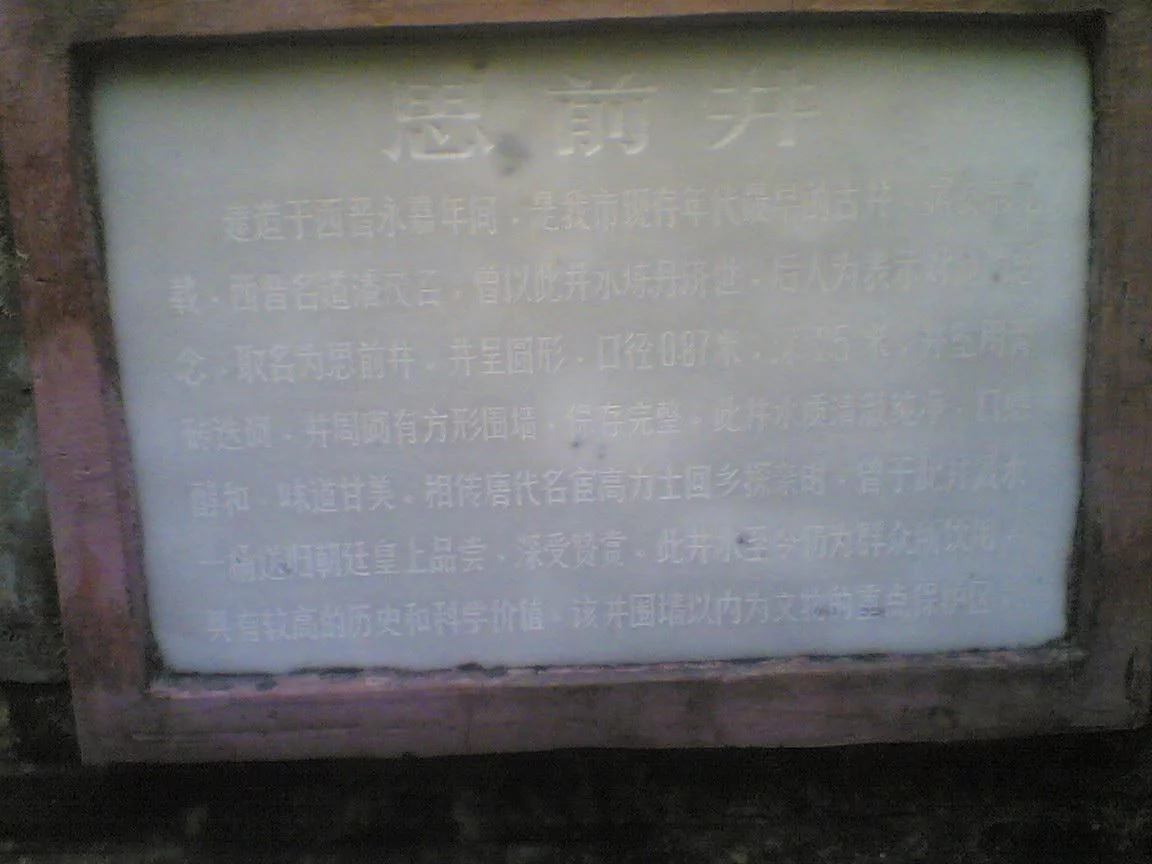 思前井
建造于西晋永嘉年间,是我市现存年代最早的古井
载,西晋名道潘茂名,曾以此井水炼丹济世,后人为表示对
念,取名为思前井。井呈圆形,口径0.87米,
砖迭砌,井周硕有方形围墙,保存完整。此井水质清洌纯净,口感
醇和,味道甘美。相传唐代名宦高力士回乡探亲时,曾于此井汲水
一桶送归朝廷皇上品尝,深受赞赏。此井水至今仍为群众所饮用,
具有较高的历史和科学价值。该井围墙以内为文物的重点保护区。